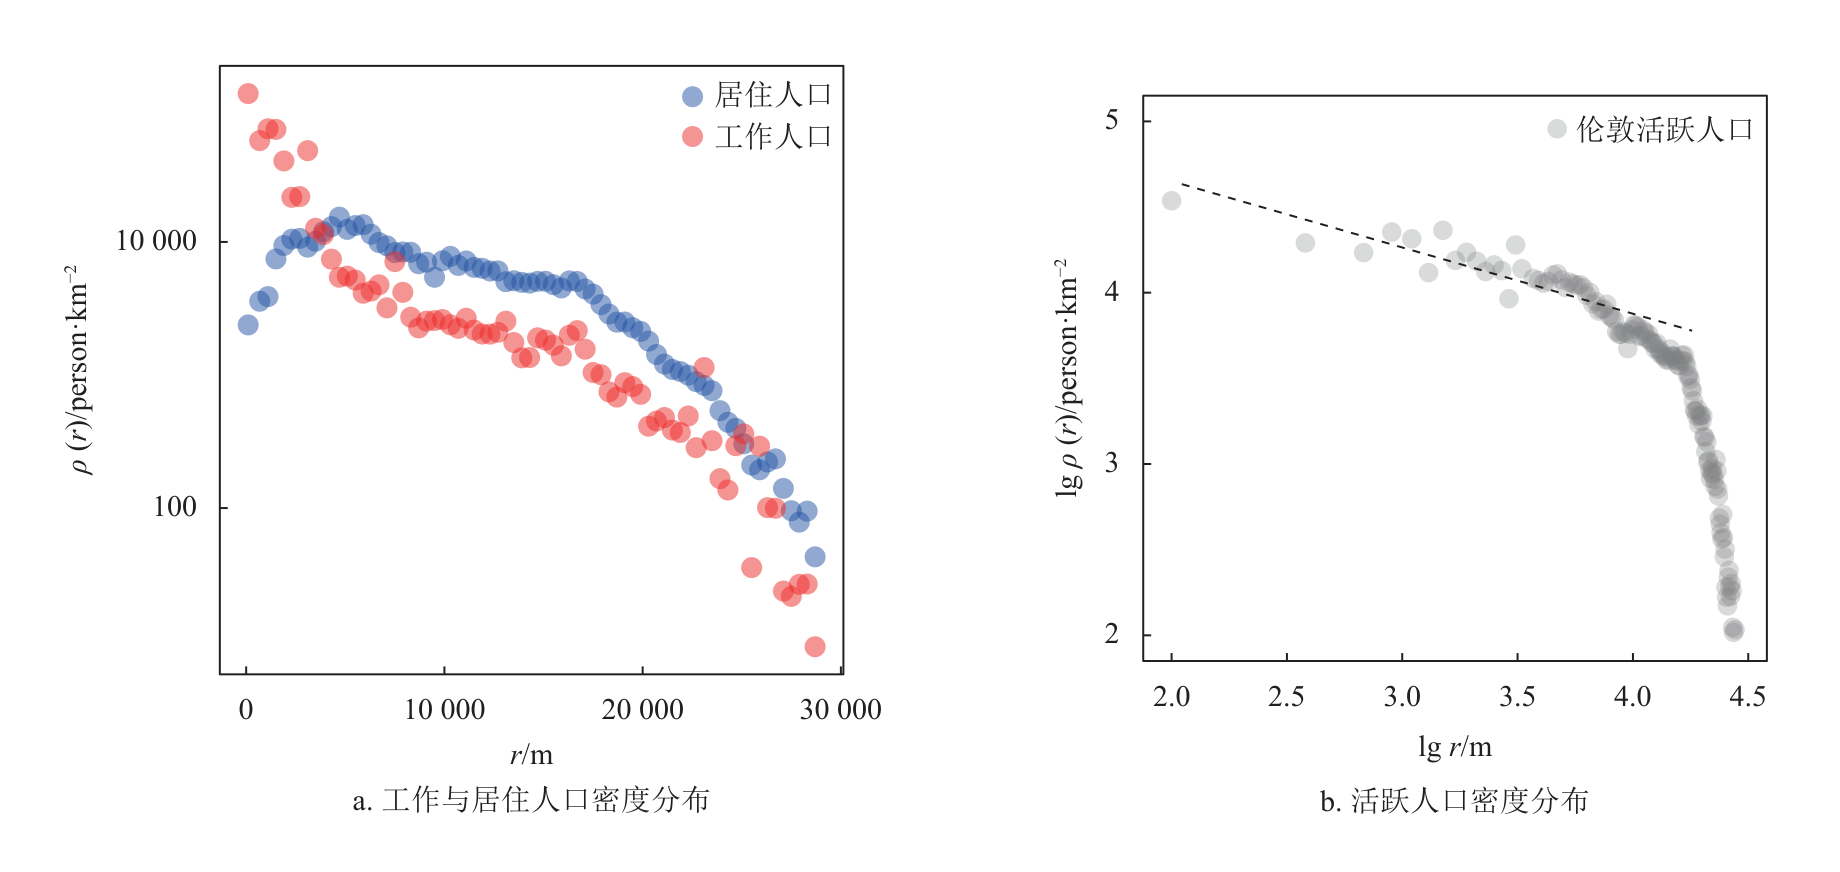 居住人口
工作人口
10 000
100
ρ (r)/person·km⁻²
0 10 000 20 000 30 000
r/m
a. 工作与居住人口密度分布
伦敦活跃人口
5
4
3
2
lg ρ (r)/person·km⁻²
2.0 2.5 3.0 3.5 4.0 4.5
lg r/m
b. 活跃人口密度分布